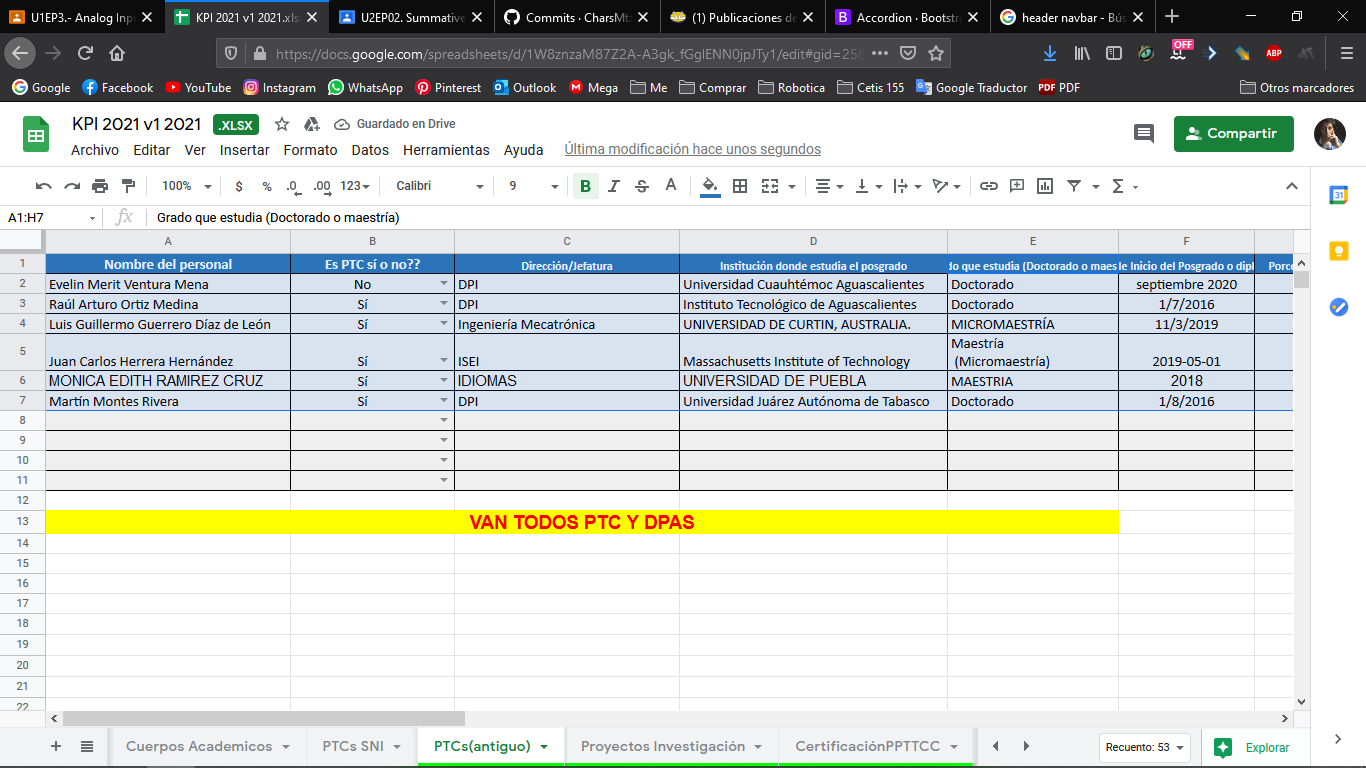 U1EP3.- Analog Inpu
KPI 2021 v1 2021.xls
U2EP02. Summative
Commits · CharsMt
(1) Publicaciones de
Accordion · Bootstra
header navbar - Bús
https://docs.google.com/spreadsheets/d/1W8znzaM87Z2A-A3gk_fGglENN0jpJTy1/edit#gid=258
OFF
ABP
Google
Facebook
YouTube
Instagram
WhatsApp
Pinterest
Outlook
Mega
Me
Comprar
Robotica
Cetis 155
Google Traductor
PDF PDF
Otros marcadores
KPI 2021 v1 2021 .XLSX Guardado en Drive
Compartir
Archivo Editar Ver Insertar Formato Datos Herramientas Ayuda Última modificación hace unos segundos
100% $ % .0 .00 123 Calibri 9 B I S A
31
A1:H7 fx Grado que estudia (Doctorado o maestría)
A B C D E F
1 Nombre del personal Es PTC sí o no?? Dirección/Jefatura Institución donde estudia el posgrado do que estudia (Doctorado o maes le Inicio del Posgrado o dipl Porce
2 Evelin Merit Ventura Mena No DPI Universidad Cuauhtémoc Aguascalientes Doctorado septiembre 2020
3 Raúl Arturo Ortiz Medina Sí DPI Instituto Tecnológico de Aguascalientes Doctorado 1/7/2016
4 Luis Guillermo Guerrero Díaz de León Sí Ingeniería Mecatrónica UNIVERSIDAD DE CURTIN, AUSTRALIA. MICROMAESTRÍA 11/3/2019
Maestría
5 Juan Carlos Herrera Hernández Sí ISEI Massachusetts Institute of Technology (Micromaestría) 2019-05-01
6 MONICA EDITH RAMIREZ CRUZ Sí IDIOMAS UNIVERSIDAD DE PUEBLA MAESTRIA 2018
7 Martín Montes Rivera Sí DPI Universidad Juárez Autónoma de Tabasco Doctorado 1/8/2016
8
9
10
11
12
13 VAN TODOS PTC Y DPAS
14
15
16
17
18
19
20
21
22
Cuerpos Academicos PTCs SNI PTCs(antiguo) Proyectos Investigación CertificaciónPPTTCC Recuento: 53 Explorar